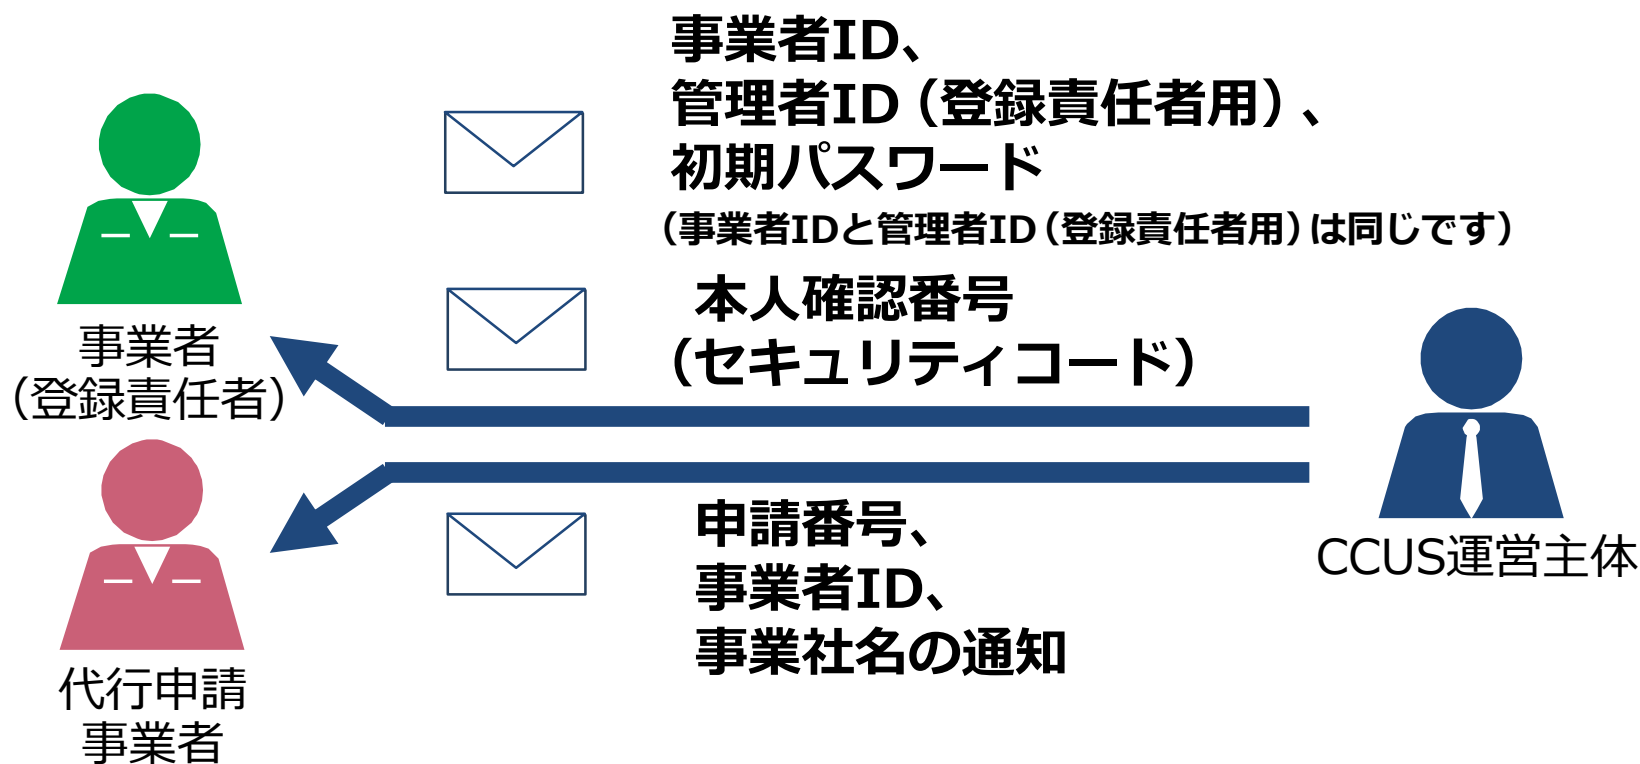 事業者ID、
管理者ID（登録責任者用）、
初期パスワード
（事業者IDと管理者ID（登録責任者用）は同じです）
本人確認番号
（セキュリティコード）
事業者
（登録責任者）
申請番号、
事業者ID、
事業社名の通知
CCUS運営主体
代行申請
事業者